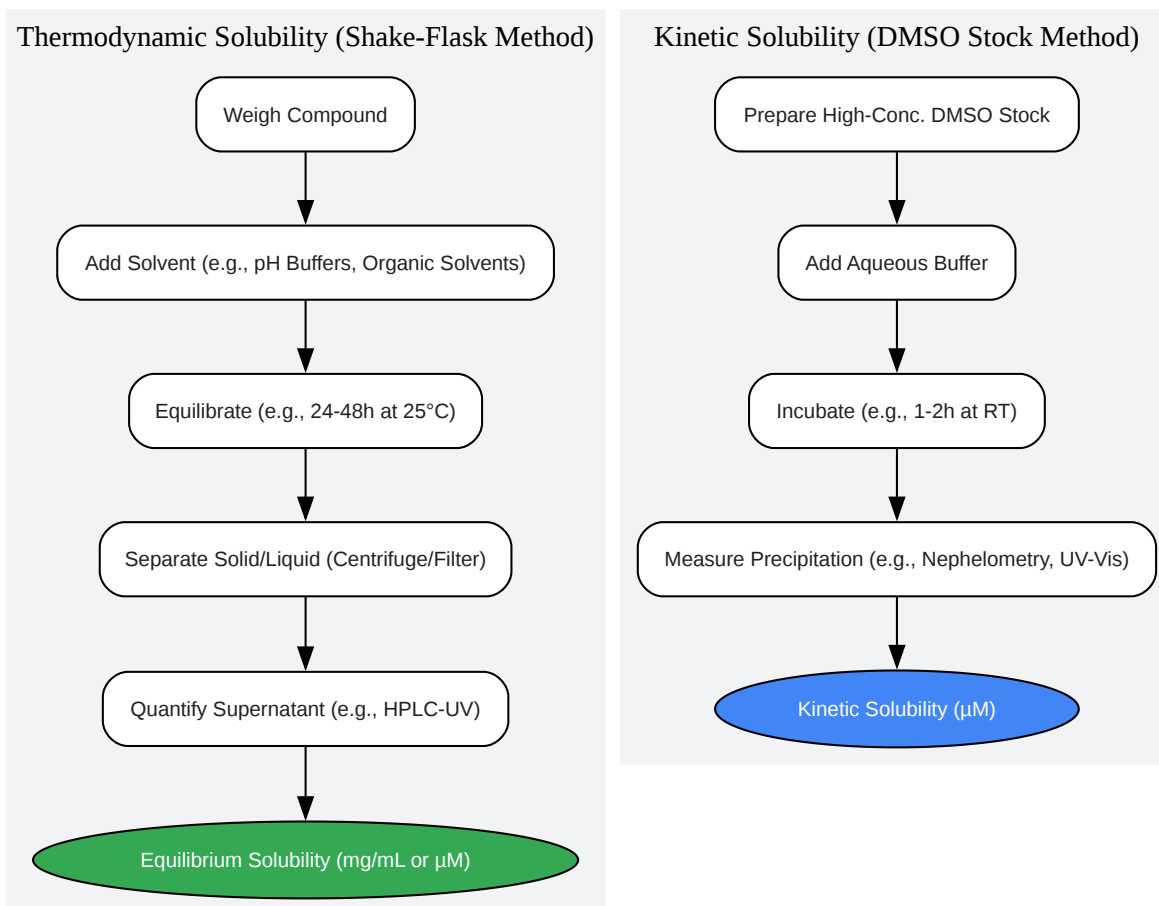 Thermodynamic Solubility (Shake-Flask Method)
Weigh Compound
Add Solvent (e.g., pH Buffers, Organic Solvents)
Equilibrate (e.g., 24-48h at 25°C)
Separate Solid/Liquid (Centrifuge/Filter)
Quantify Supernatant (e.g., HPLC-UV)
Equilibrium Solubility (mg/mL or µM)
Kinetic Solubility (DMSO Stock Method)
Prepare High-Conc. DMSO Stock
Add Aqueous Buffer
Incubate (e.g., 1-2h at RT)
Measure Precipitation (e.g., Nephelometry, UV-Vis)
Kinetic Solubility (µM)